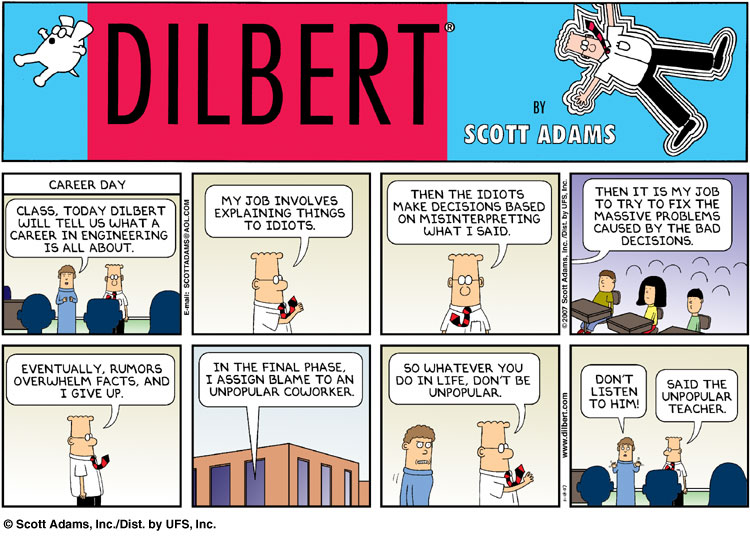 DILBERT®
BY
SCOTT ADAMS
CAREER DAY
CLASS, TODAY DILBERT
WILL TELL US WHAT A
CAREER IN ENGINEERING
IS ALL ABOUT.
E-mail: SCOTTADAMS@AOL.COM
MY JOB INVOLVES
EXPLAINING THINGS
TO IDIOTS.
THEN THE IDIOTS
MAKE DECISIONS BASED
ON MISINTERPRETING
WHAT I SAID.
©2007 Scott Adams, Inc. /Dist. by UFS, Inc.
THEN IT IS MY JOB
TO TRY TO FIX THE
MASSIVE PROBLEMS
CAUSED BY THE BAD
DECISIONS.
EVENTUALLY, RUMORS
OVERWHELM FACTS, AND
I GIVE UP.
IN THE FINAL PHASE,
I ASSIGN BLAME TO AN
UNPOPULAR COWORKER.
SO WHATEVER YOU
DO IN LIFE, DON'T BE
UNPOPULAR.
www.dilbert.com
DON'T
LISTEN
TO HIM!
SAID THE
UNPOPULAR
TEACHER.
© Scott Adams, Inc./Dist. by UFS, Inc.